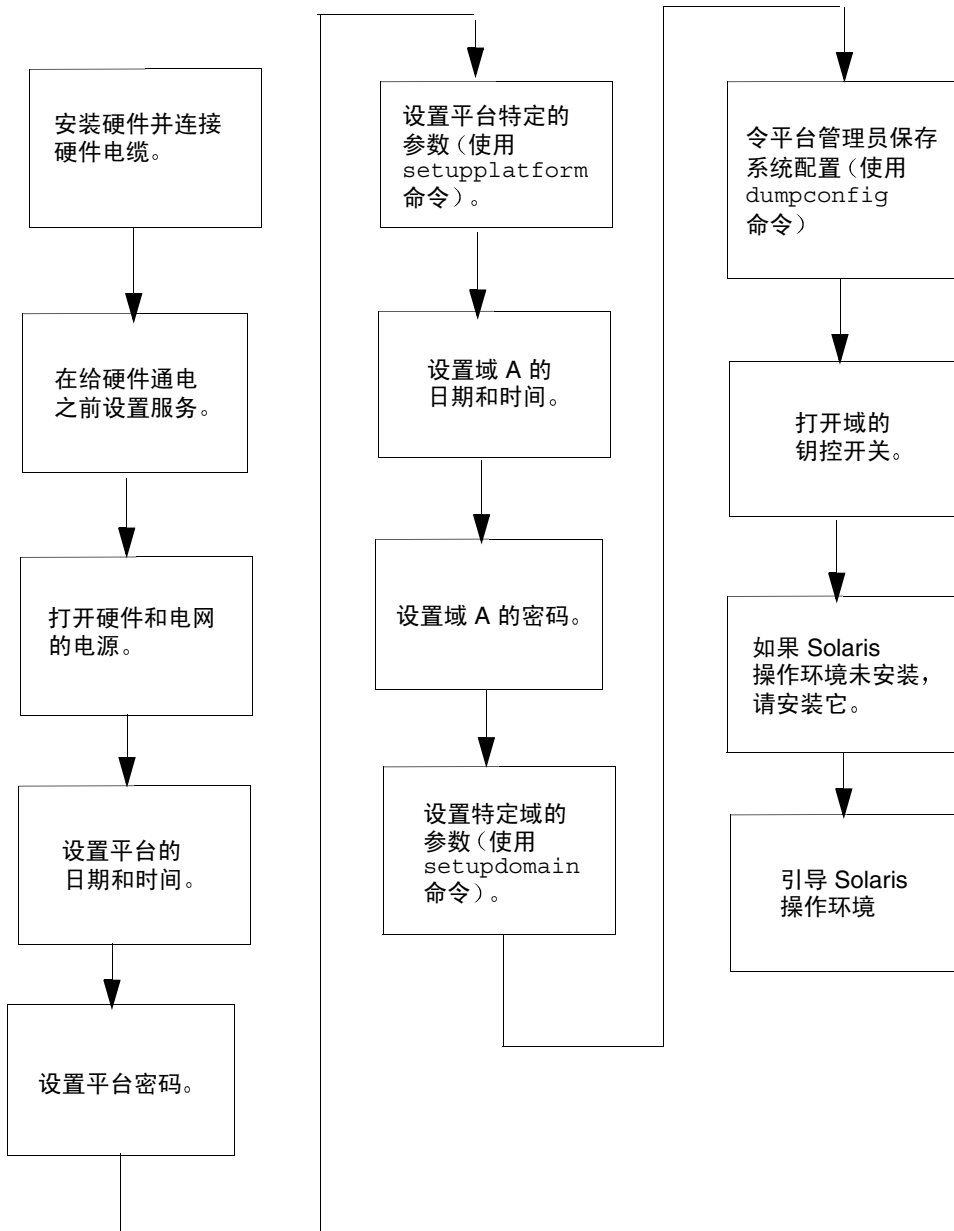 安装硬件并连接
硬件电缆。
在给硬件通电
之前设置服务。
打开硬件和电网
的电源。
设置平台的
日期和时间。
设置平台密码。
设置平台特定的
参数（使用
setupplatform
命令）。
设置域 A 的
日期和时间。
设置域 A 的密码。
设置特定域的
参数（使用
setupdomain
命令）。
令平台管理员保存
系统配置（使用
dumpconfig
命令）
打开域的
钥控开关。
如果 Solaris
操作环境未安装，
请安装它。
引导 Solaris
操作环境